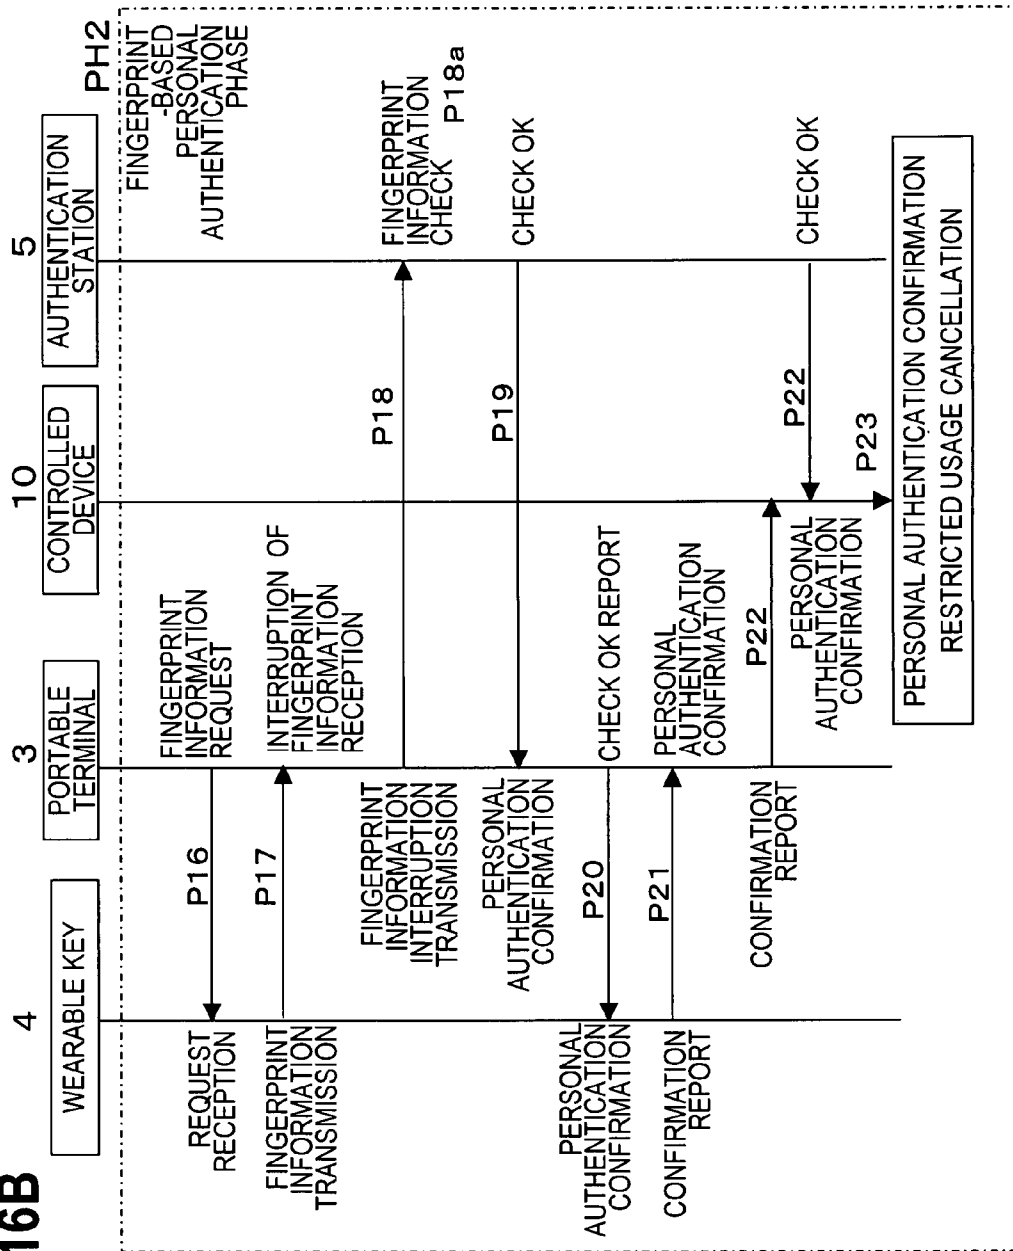 16B
4
WEARABLE KEY
3
PORTABLE
TERMINAL
10
CONTROLLED
DEVICE
5
AUTHENTICATION
STATION
PH2
FINGERPRINT
-BASED
PERSONAL
AUTHENTICATION
PHASE
REQUEST
RECEPTION
P16
FINGERPRINT
INFORMATION
REQUEST
FINGERPRINT
INFORMATION
TRANSMISSION
P17
INTERRUPTION OF
FINGERPRINT
INFORMATION
RECEPTION
FINGERPRINT
INFORMATION
INTERRUPTION
TRANSMISSION
P18
FINGERPRINT
INFORMATION
CHECK
P18a
PERSONAL
AUTHENTICATION
CONFIRMATION
P19
CHECK OK
PERSONAL
AUTHENTICATION
CONFIRMATION
P20
CHECK OK REPORT
CONFIRMATION
REPORT
P21
PERSONAL
AUTHENTICATION
CONFIRMATION
CONFIRMATION
REPORT
P22
PERSONAL
AUTHENTICATION
CONFIRMATION
P22
CHECK OK
P23
PERSONAL AUTHENTICATION CONFIRMATION
RESTRICTED USAGE CANCELLATION